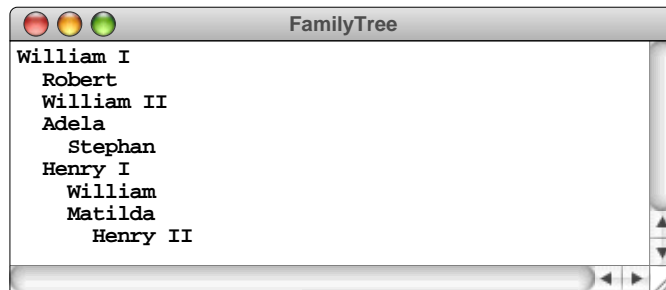 FamilyTree
William I
  Robert
  William II
  Adela
    Stephan
  Henry I
    William
    Matilda
      Henry II